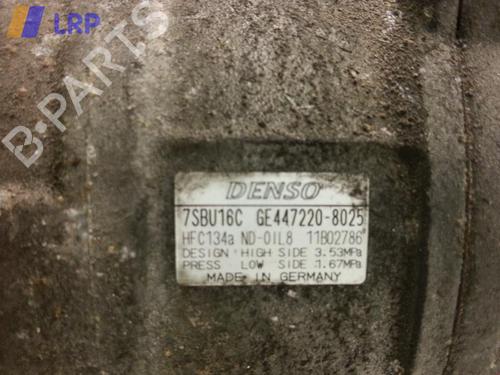 LRP
B-PARTS
DENSO
7SBU16C GE447220-8025
HFC134a ND-OIL8 11B02786
DESIGN HIGH SIDE 3.53MPa
PRESS LOW SIDE 1.67MPa
MADE IN GERMANY